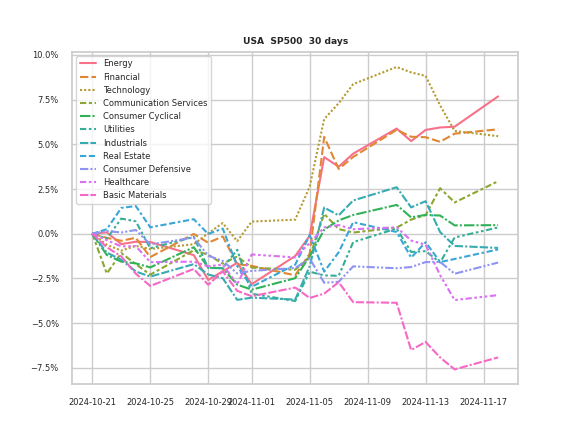 USA SP500 30 days
10.0%
7.5%
5.0%
2.5%
0.0%
−2.5%
−5.0%
−7.5%
Energy
Financial
Technology
Communication Services
Consumer Cyclical
Utilities
Industrials
Real Estate
Consumer Defensive
Healthcare
Basic Materials
2024-10-21 2024-10-25 2024-10-29 2024-11-01 2024-11-05 2024-11-09 2024-11-13 2024-11-17